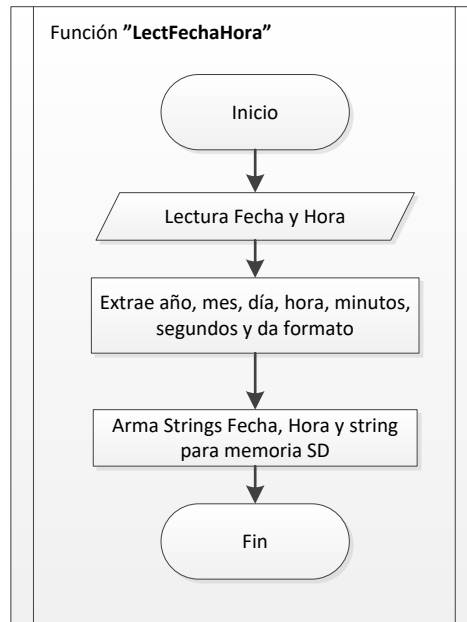 Función ”LectFechaHora”
Inicio
Lectura Fecha y Hora
Extrae año, mes, día, hora, minutos,
segundos y da formato
Arma Strings Fecha, Hora y string
para memoria SD
Fin